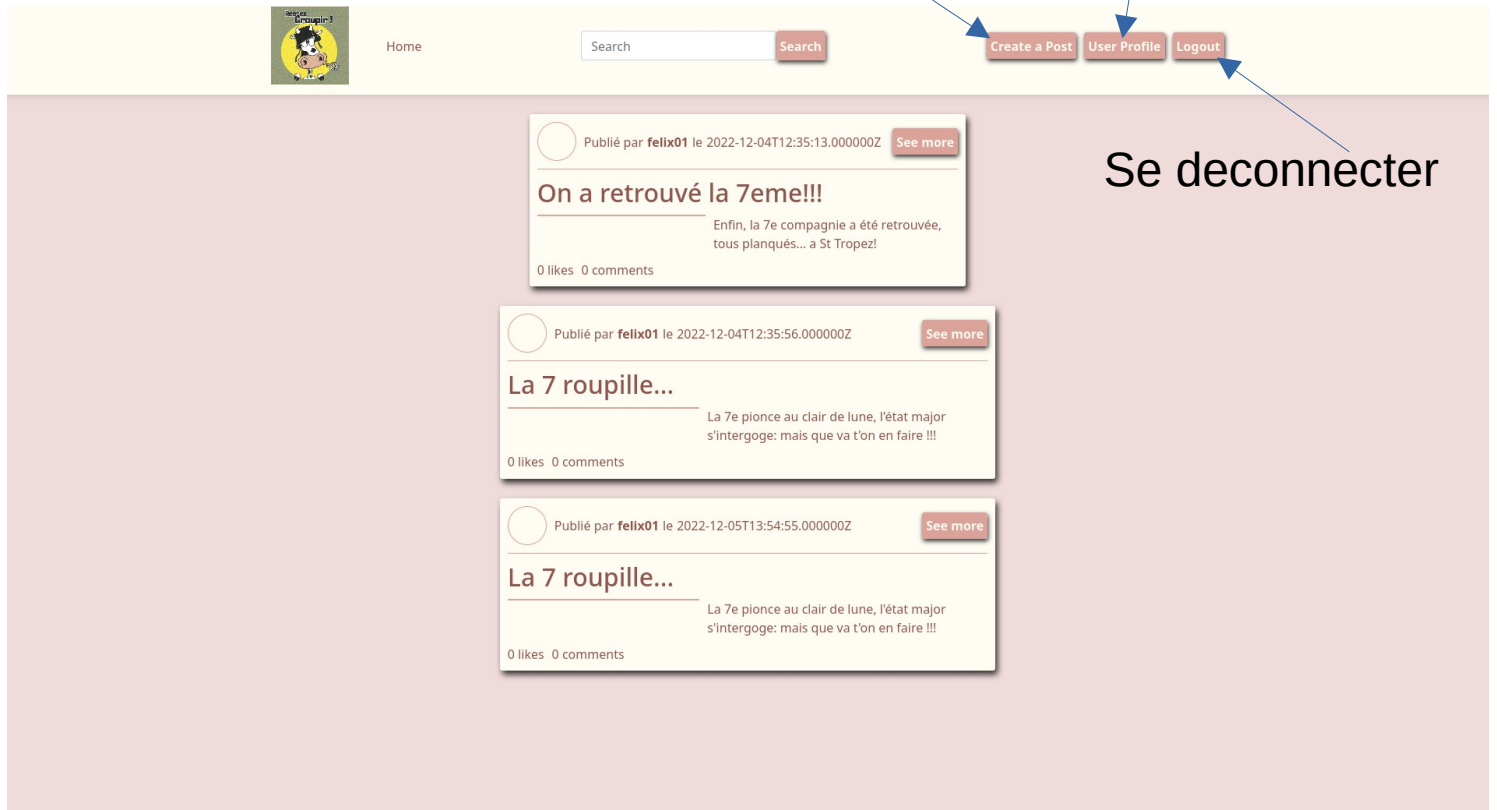 Groupir !
Home
Search
Search
Create a Post
User Profile
Logout
Se deconnecter
Publié par felix01 le 2022-12-04T12:35:13.000000Z
See more
On a retrouvé la 7eme!!!
Enfin, la 7e compagnie a été retrouvée,
tous planqués... a St Tropez!
0 likes 0 comments
Publié par felix01 le 2022-12-04T12:35:56.000000Z
See more
La 7 roupille...
La 7e pionce au clair de lune, l'état major
s'intergoge: mais que va t'on en faire !!!
0 likes 0 comments
Publié par felix01 le 2022-12-05T13:54:55.000000Z
See more
La 7 roupille...
La 7e pionce au clair de lune, l'état major
s'intergoge: mais que va t'on en faire !!!
0 likes 0 comments